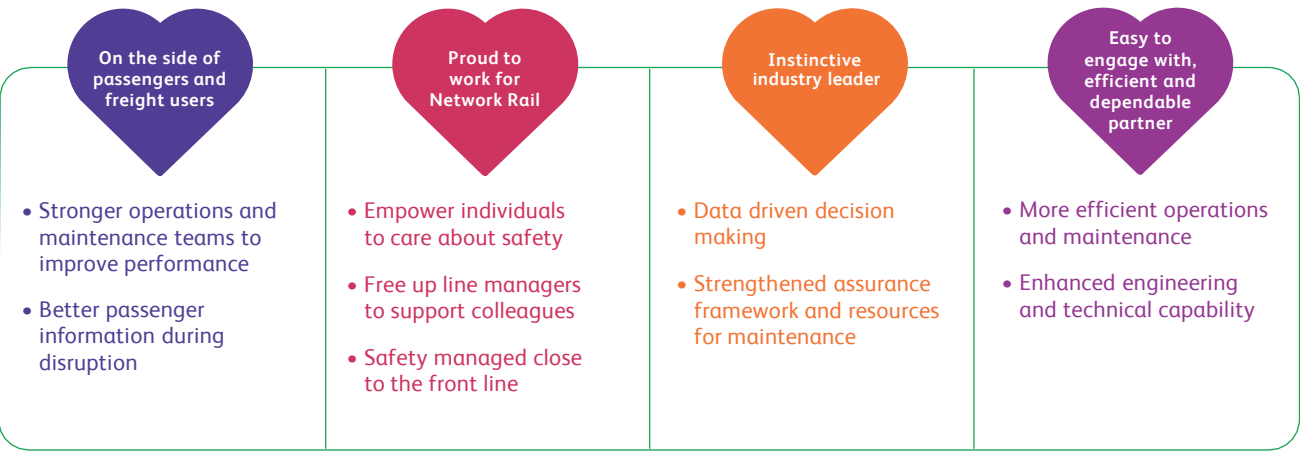 On the side of
passengers and
freight users
• Stronger operations and
maintenance teams to
improve performance
• Better passenger
information during
disruption
Proud to
work for
Network Rail
• Empower individuals
to care about safety
• Free up line managers
to support colleagues
• Safety managed close
to the front line
Instinctive
industry leader
• Data driven decision
making
• Strengthened assurance
framework and resources
for maintenance
Easy to
engage with,
efficient and
dependable
partner
• More efficient operations
and maintenance
• Enhanced engineering
and technical capability